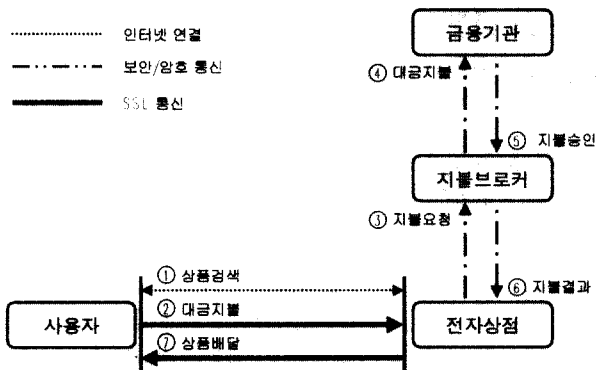 인터넷 연결
보안/암호 통신
SSL 통신
금융기관
④ 대금지불
⑤ 지불승인
지불브로커
③ 지불요청
⑥ 지불결과
① 상품검색
② 대금지불
⑦ 상품배달
사용자
전자상점